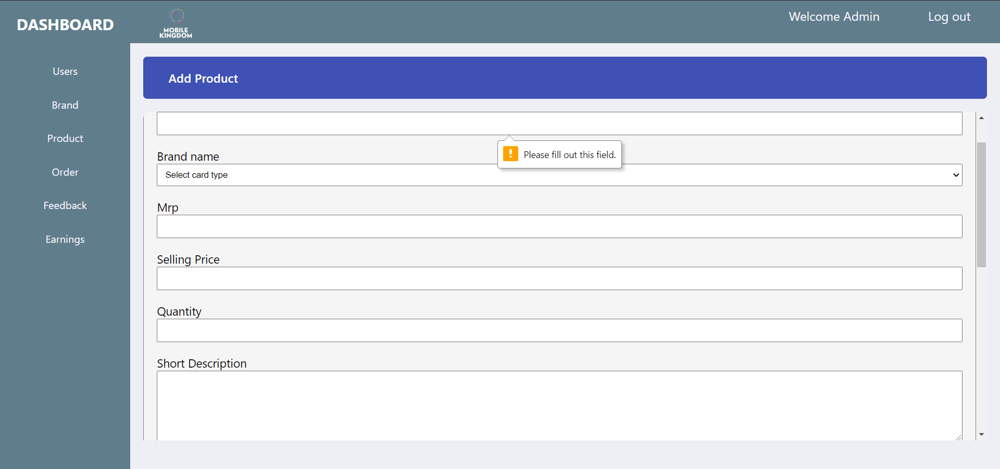 DASHBOARD
MOBILE
KINGDOM
Welcome Admin
Log out
Users
Brand
Product
Order
Feedback
Earnings
Add Product
Please fill out this field.
Brand name
Select card type
Mrp
Selling Price
Quantity
Short Description